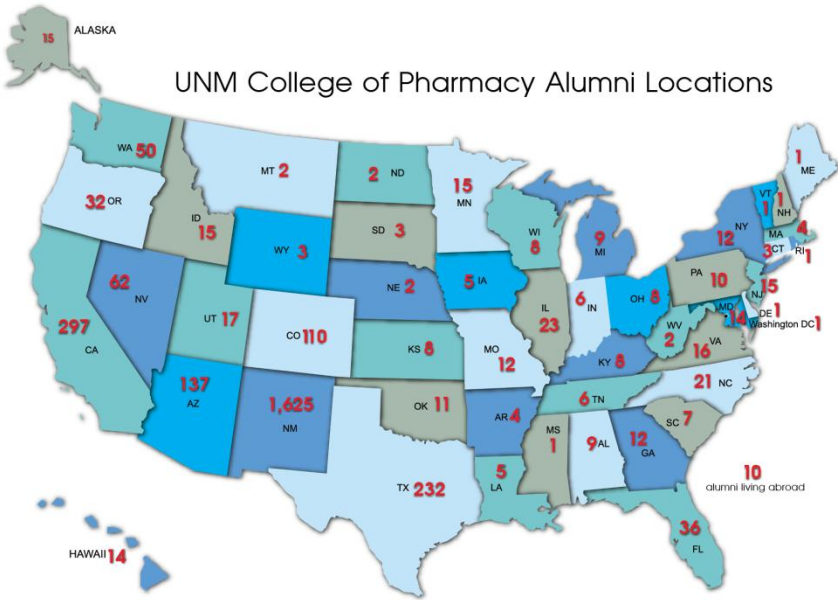 ALASKA
15
UNM College of Pharmacy Alumni Locations
WA 50
MT 2
2 ND
15
MN
1
ME
VT
1
1
NH
32 OR
ID
15
SD 3
WI
8
9
MI
NY
12
MA
4
3
CT
RI
1
WY 3
62
NV
NE 2
5 IA
PA
10
15
NJ
297
CA
UT 17
CO 110
IL
23
6
IN
OH 8
MD
14
DE
1
Washington DC 1
WV
2
VA
16
KS 8
MO
12
KY 8
137
AZ
1,625
NM
OK 11
AR 4
6 TN
21 NC
MS
1
9 AL
12
GA
SC 7
TX 232
5
LA
10
alumni living abroad
36
FL
HAWAII 14